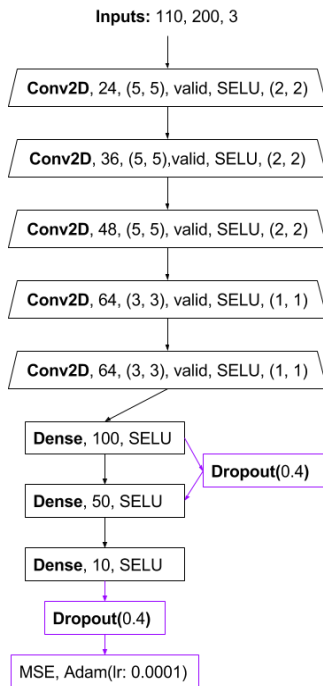 Inputs: 110, 200, 3
Conv2D, 24, (5, 5), valid, SELU, (2, 2)
Conv2D, 36, (5, 5),valid, SELU, (2, 2)
Conv2D, 48, (5, 5), valid, SELU, (2, 2)
Conv2D, 64, (3, 3), valid, SELU, (1, 1)
Conv2D, 64, (3, 3), valid, SELU, (1, 1)
Dense, 100, SELU
Dropout(0.4)
Dense, 50, SELU
Dense, 10, SELU
Dropout(0.4)
MSE, Adam(lr: 0.0001)